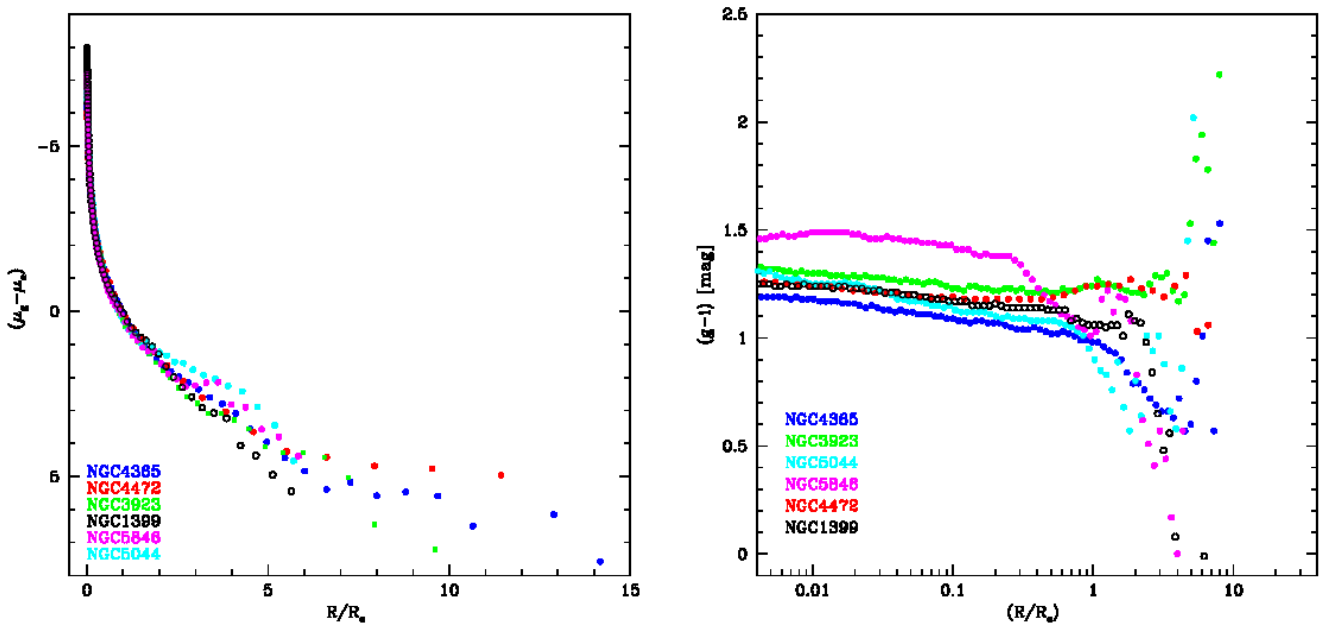 -5
0
5
(μg-μe)
NGC4365
NGC4472
NGC3923
NGC1399
NGC5846
NGC5044
0
5
10
15
R/Re
2.5
2
1.5
1
0.5
0
(g-i) [mag]
NGC4365
NGC3923
NGC5044
NGC5846
NGC4472
NGC1399
0.01
0.1
1
10
(R/Re)